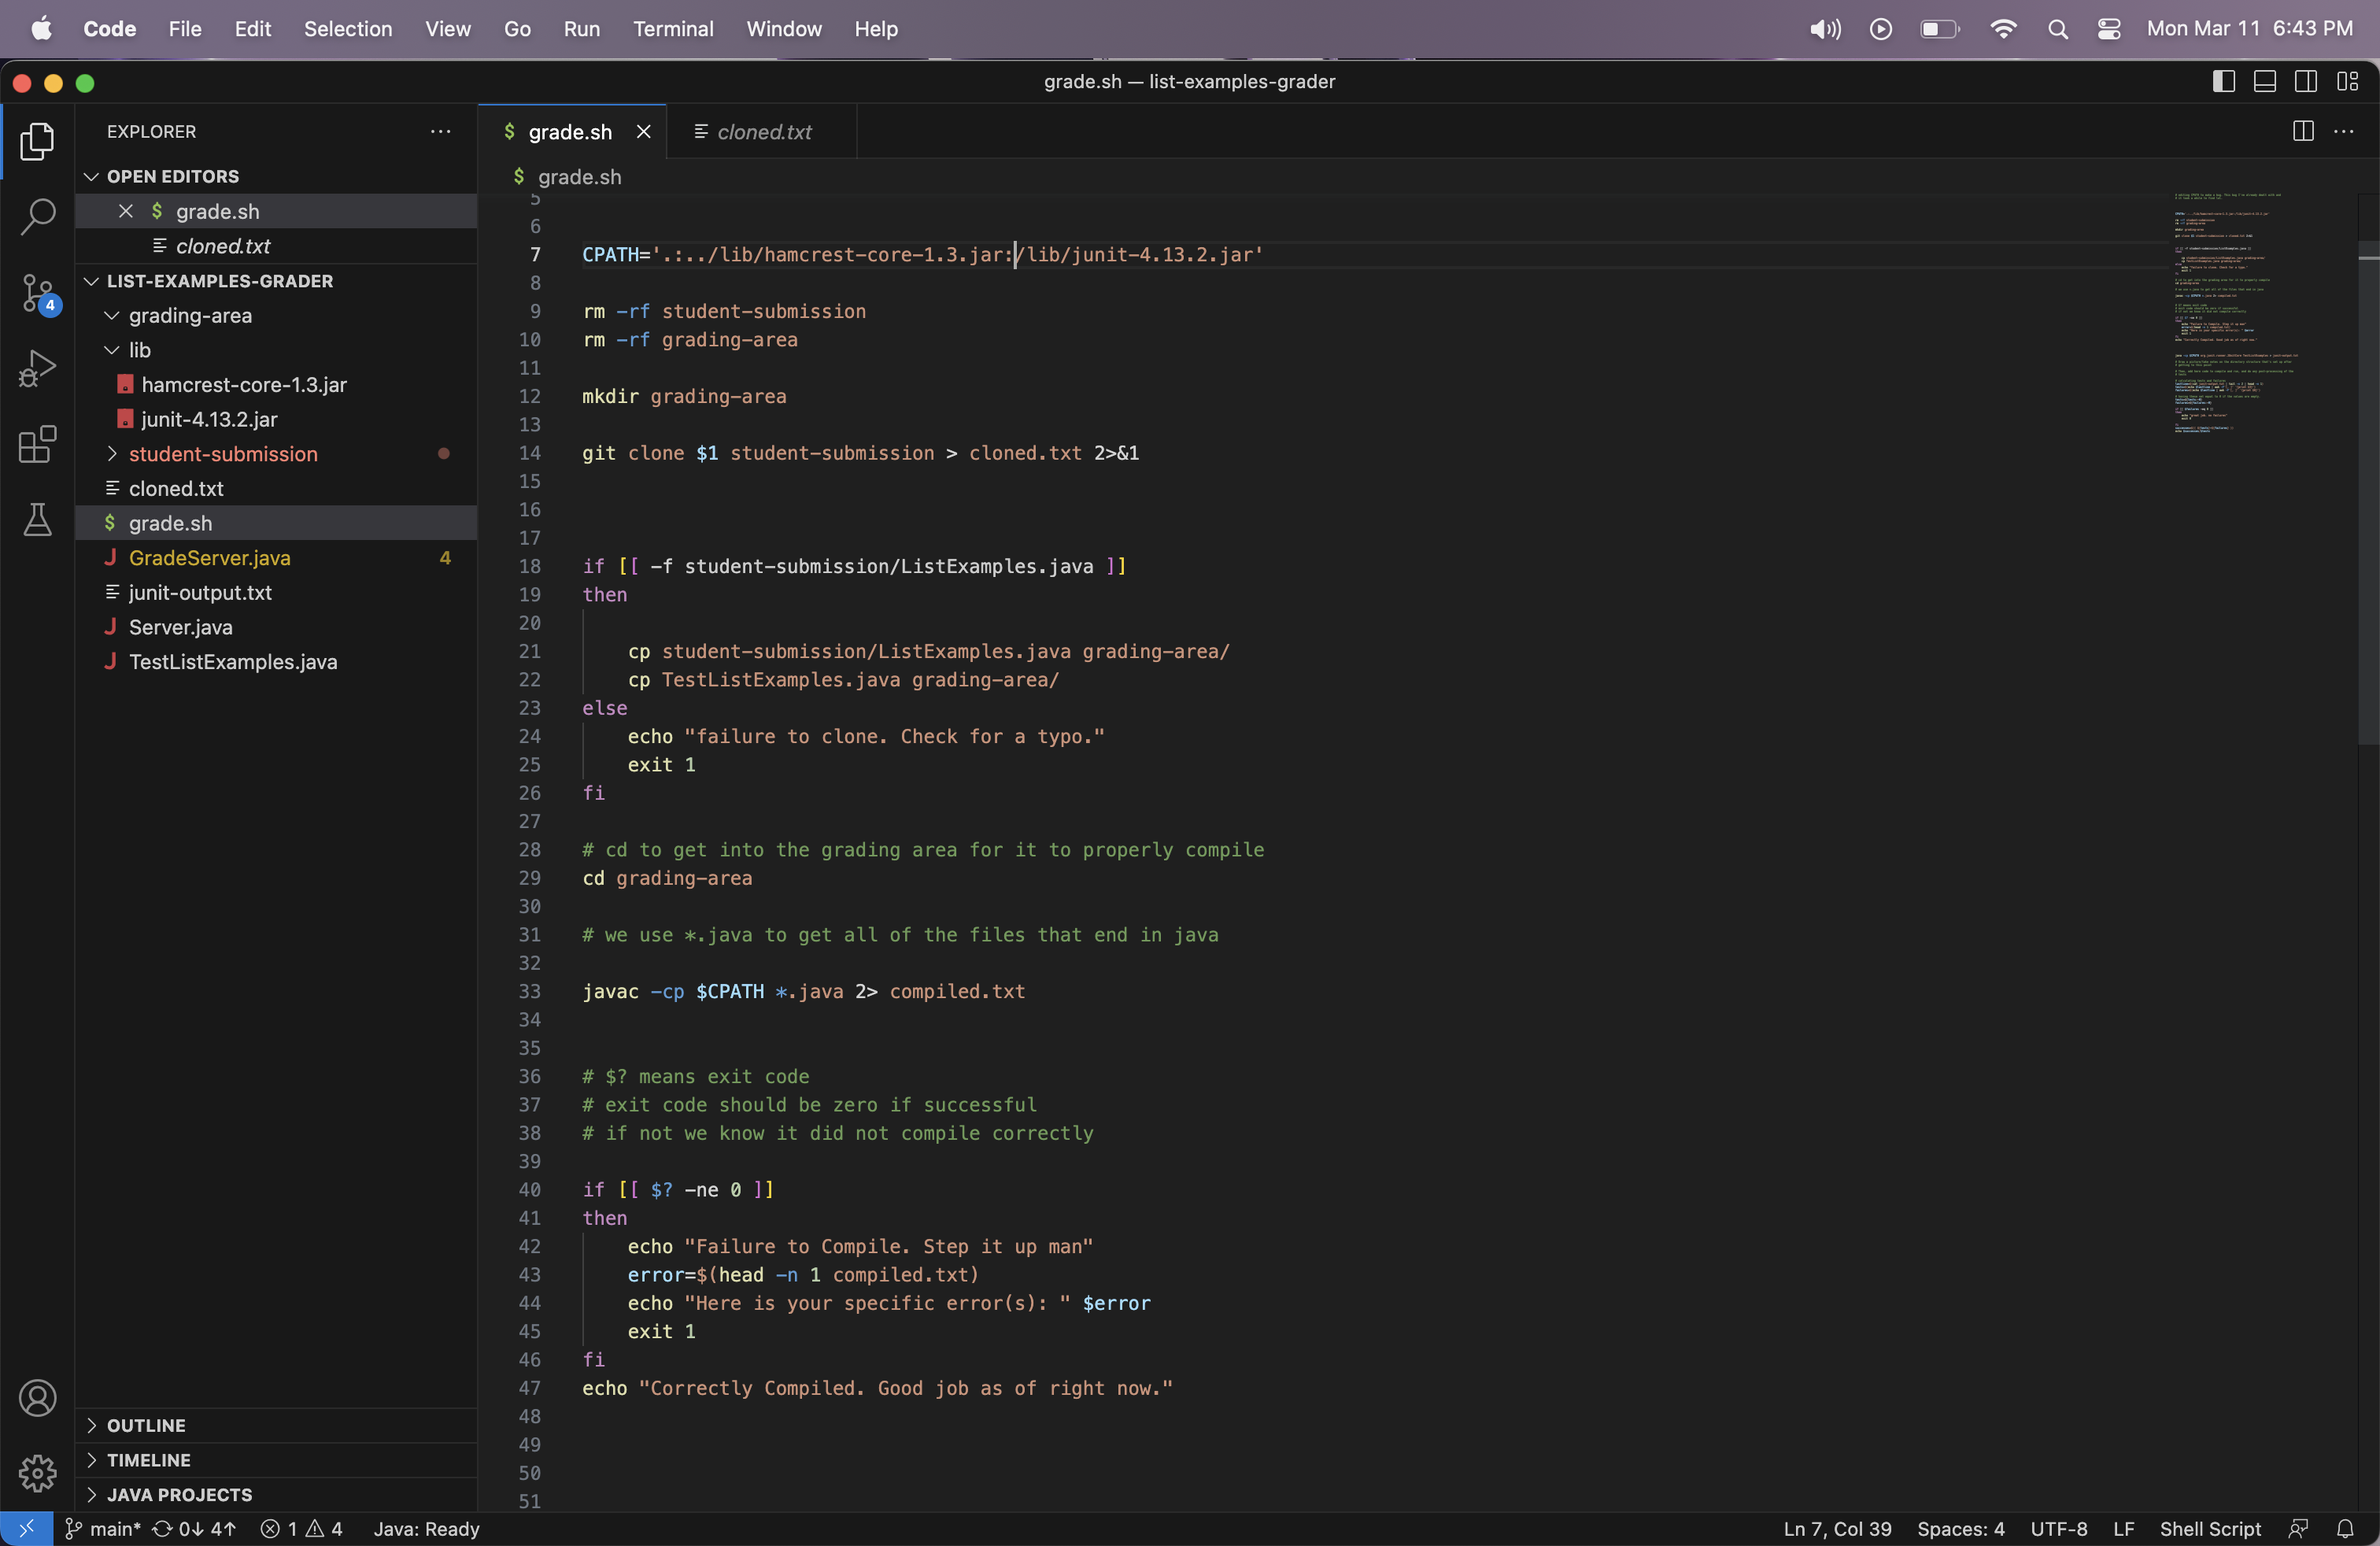 Code File Edit Selection View Go Run Terminal Window Help Mon Mar 11 6:43 PM
grade.sh — list-examples-grader
EXPLORER
OPEN EDITORS
grade.sh
cloned.txt
LIST-EXAMPLES-GRADER
grading-area
lib
hamcrest-core-1.3.jar
junit-4.13.2.jar
student-submission
cloned.txt
$ grade.sh
J GradeServer.java 4
junit-output.txt
J Server.java
J TestListExamples.java
OUTLINE
TIMELINE
JAVA PROJECTS
4
$ grade.sh cloned.txt
$ grade.sh
5
6
7 CPATH='.:../lib/hamcrest-core-1.3.jar:/lib/junit-4.13.2.jar'
8
9 rm -rf student-submission
10 rm -rf grading-area
11
12 mkdir grading-area
13
14 git clone $1 student-submission > cloned.txt 2>&1
15
16
17
18 if [[ -f student-submission/ListExamples.java ]]
19 then
20
21 cp student-submission/ListExamples.java grading-area/
22 cp TestListExamples.java grading-area/
23 else
24 echo "failure to clone. Check for a typo."
25 exit 1
26 fi
27
28 # cd to get into the grading area for it to properly compile
29 cd grading-area
30
31 # we use *.java to get all of the files that end in java
32
33 javac -cp $CPATH *.java 2> compiled.txt
34
35
36 # $? means exit code
37 # exit code should be zero if successful
38 # if not we know it did not compile correctly
39
40 if [[ $? -ne 0 ]]
41 then
42 echo "Failure to Compile. Step it up man"
43 error=$(head -n 1 compiled.txt)
44 echo "Here is your specific error(s): " $error
45 exit 1
46 fi
47 echo "Correctly Compiled. Good job as of right now."
48
49
50
51
main* 0↓ 4↑ 1 4 Java: Ready Ln 7, Col 39 Spaces: 4 UTF-8 LF Shell Script